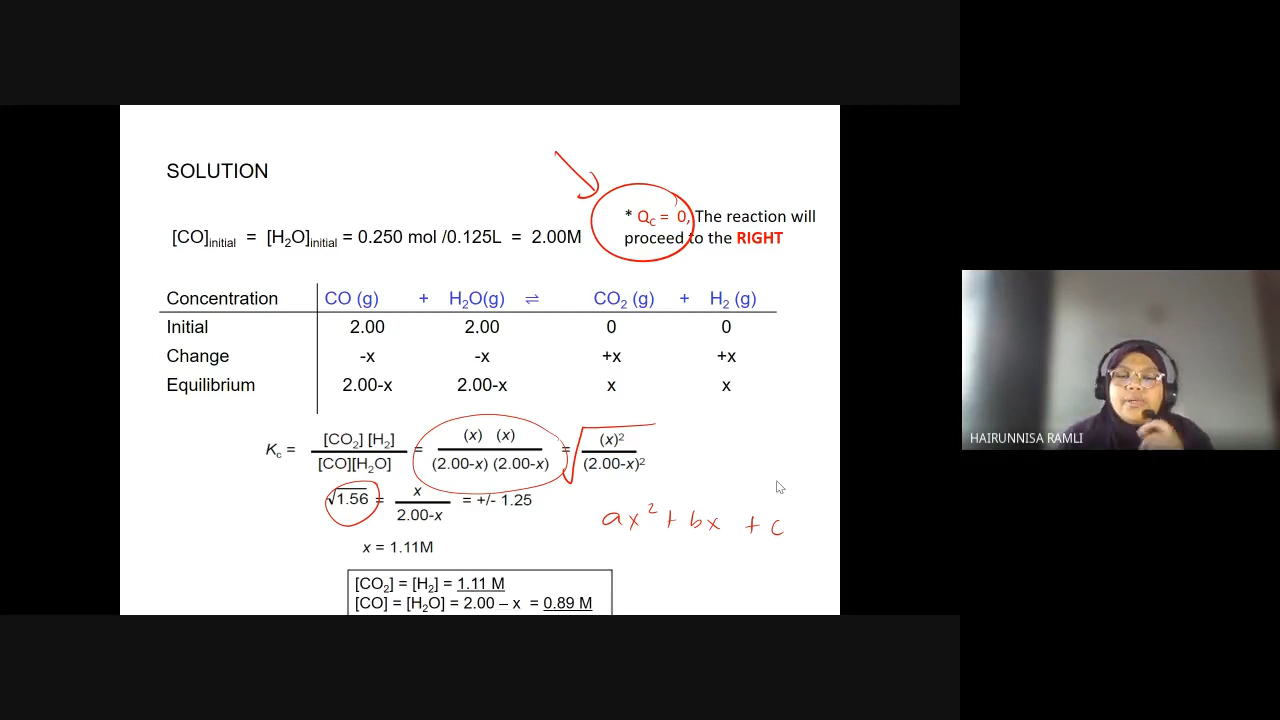 SOLUTION
[CO]initial = [H2O]initial = 0.250 mol /0.125L = 2.00M
* Qc = 0, The reaction will
proceed to the RIGHT
Concentration CO (g) + H2O(g) ⇌ CO2 (g) + H2 (g)
Initial 2.00 2.00 0 0
Change -x -x +x +x
Equilibrium 2.00-x 2.00-x x x
Kc = [CO2] [H2] / [CO][H2O] = (x) (x) / (2.00-x) (2.00-x) = √ (x)² / (2.00-x)²
√1.56 = x / 2.00-x = +/- 1.25
ax² + bx + c
x = 1.11M
[CO2] = [H2] = 1.11 M
[CO] = [H2O] = 2.00 – x = 0.89 M
HAIRUNNISA RAMLI